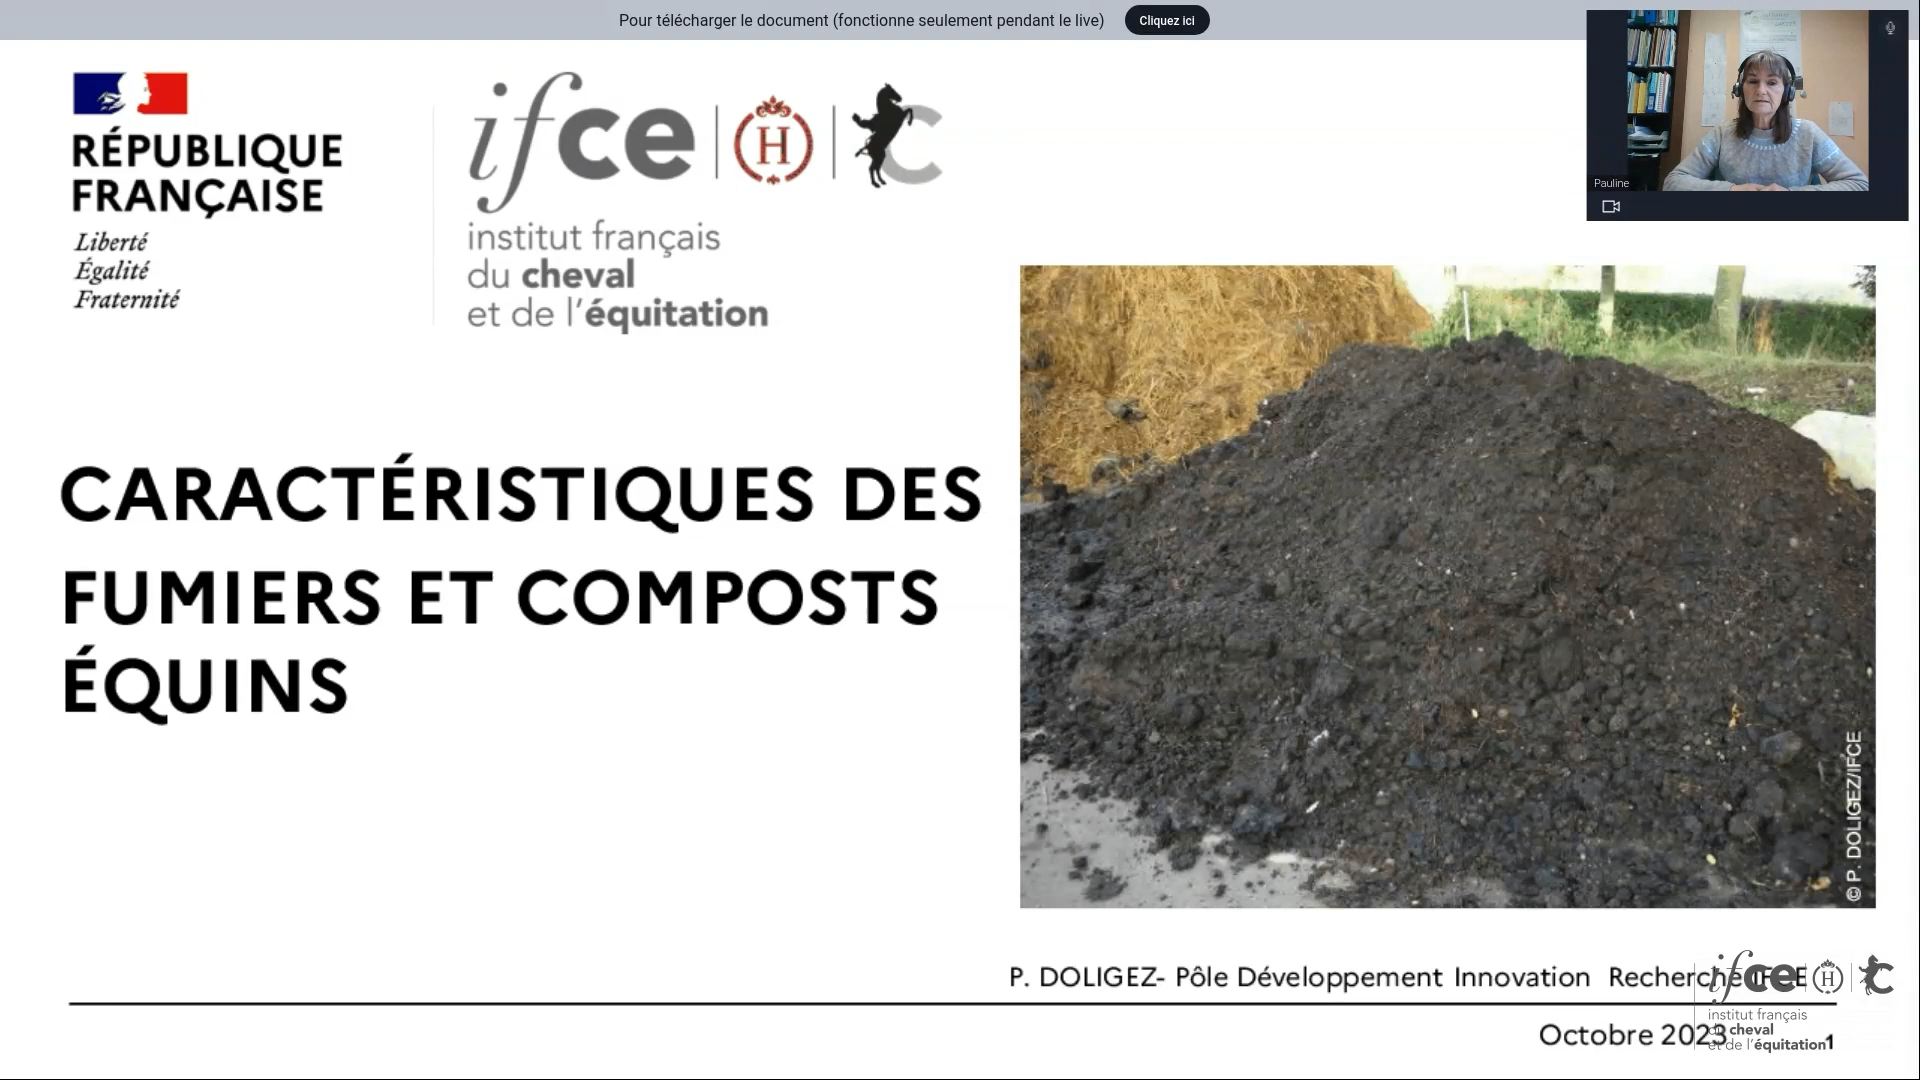 Pour télécharger le document (fonctionne seulement pendant le live)
Cliquez ici
Pauline
RÉPUBLIQUE
FRANÇAISE
Liberté
Égalité
Fraternité
ifce | H | C
institut français
du cheval
et de l'équitation
CARACTÉRISTIQUES DES
FUMIERS ET COMPOSTS
ÉQUINS
© P. DOLIGEZ/IFCE
P. DOLIGEZ- Pôle Développement Innovation Recherche IFCE
Octobre 2023
1
ifce | H | C
institut français
du cheval
et de l'équitation